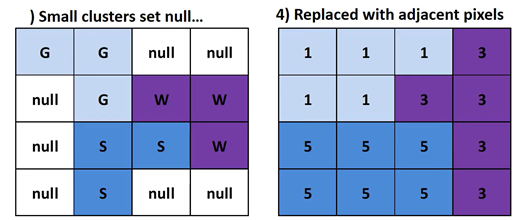 ) Small clusters set null...
G G null null
null G W W
null S S W
null S null null
4) Replaced with adjacent pixels
1 1 1 3
1 1 3 3
5 5 5 3
5 5 5 3